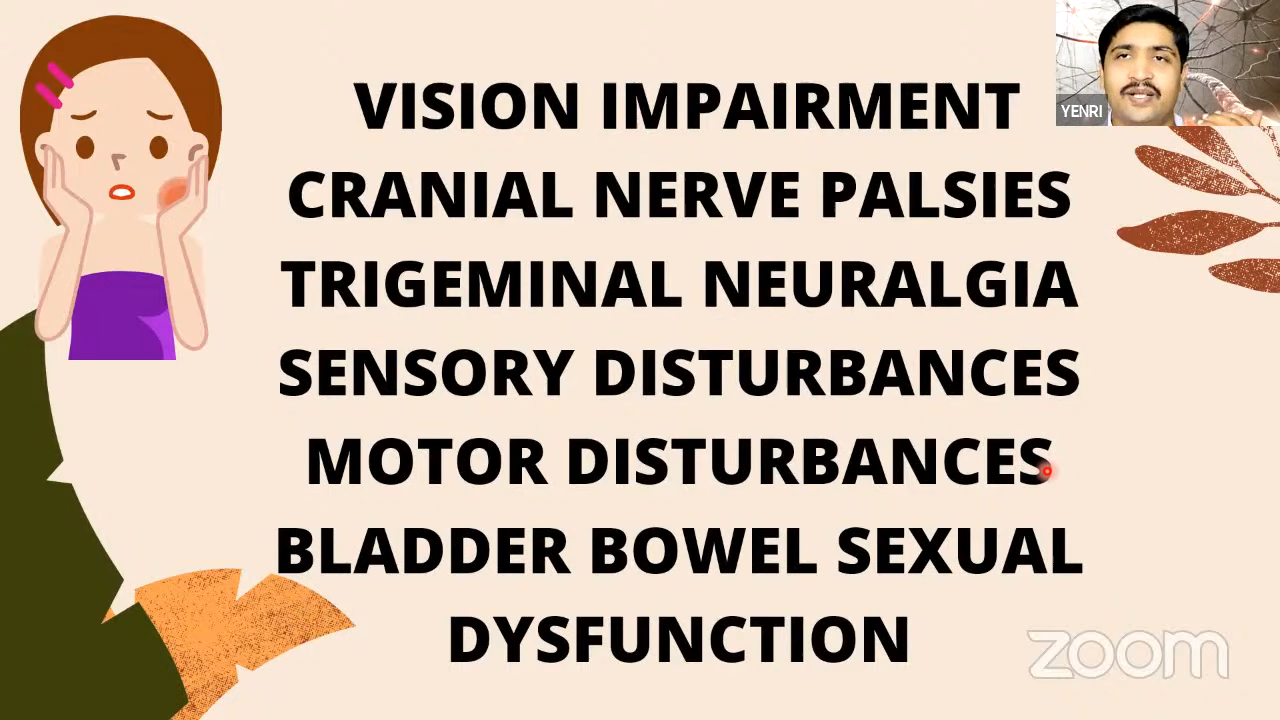 VISION IMPAIRMENT
YENRI
CRANIAL NERVE PALSIES
TRIGEMINAL NEURALGIA
SENSORY DISTURBANCES
MOTOR DISTURBANCES
BLADDER BOWEL SEXUAL
DYSFUNCTION
zoom